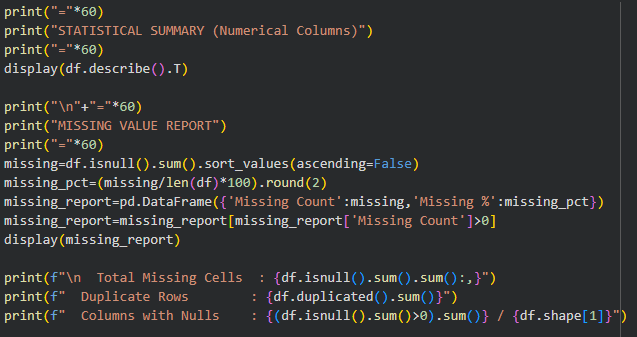 print("="*60)
print("STATISTICAL SUMMARY (Numerical Columns)")
print("="*60)
display(df.describe().T)

print("\n"+"="*60)
print("MISSING VALUE REPORT")
print("="*60)
missing=df.isnull().sum().sort_values(ascending=False)
missing_pct=(missing/len(df)*100).round(2)
missing_report=pd.DataFrame({'Missing Count':missing,'Missing %':missing_pct})
missing_report=missing_report[missing_report['Missing Count']>0]
display(missing_report)

print(f"\n  Total Missing Cells  : {df.isnull().sum().sum():,}")
print(f"  Duplicate Rows       : {df.duplicated().sum()}")
print(f"  Columns with Nulls   : {(df.isnull().sum()>0).sum()} / {df.shape[1]}")